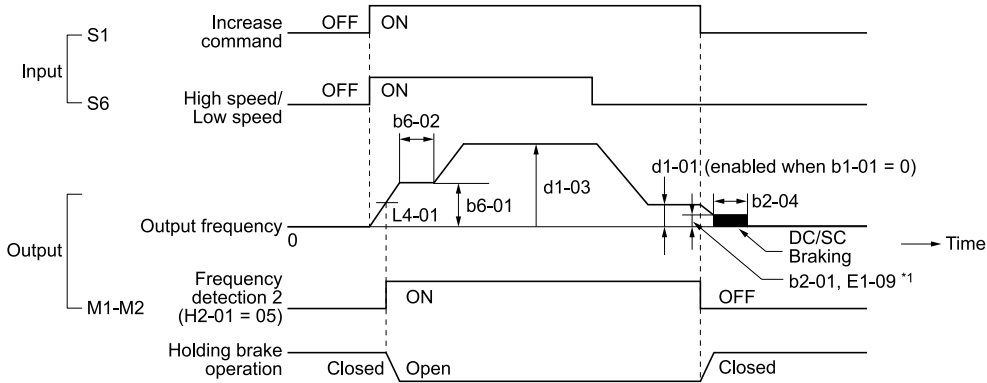 Increase
command
OFF
ON
S1
Input
S6
High speed/
Low speed
OFF
ON
b6-02
d1-01 (enabled when b1-01 = 0)
d1-03
b2-04
L4-01
b6-01
Output frequency
0
DC/SC
Braking
Time
Output
b2-01, E1-09 *1
Frequency
detection 2
(H2-01 = 05)
ON
OFF
M1-M2
Holding brake
operation
Closed
Open
Closed